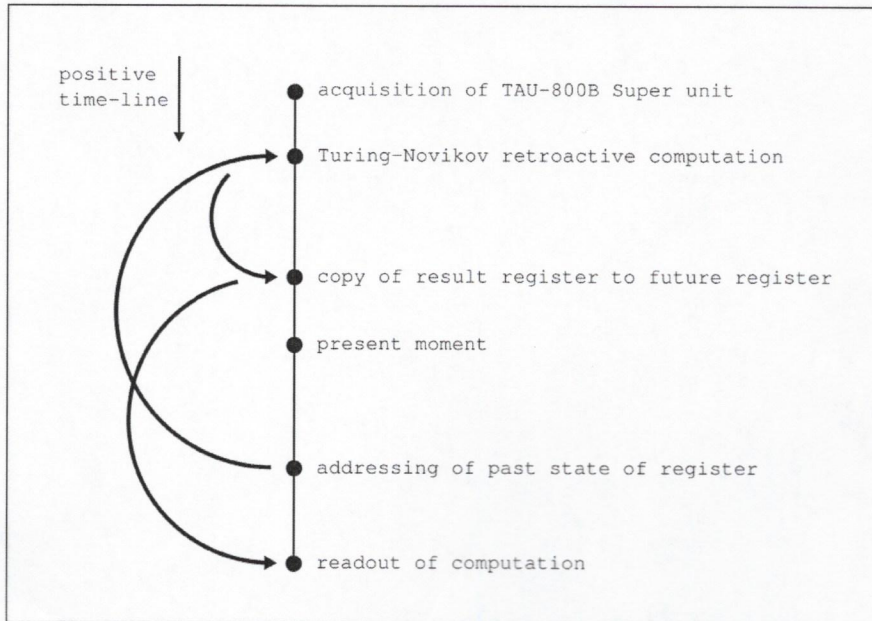 positive
time-line
acquisition of TAU-800B Super unit
Turing-Novikov retroactive computation
copy of result register to future register
present moment
addressing of past state of register
readout of computation